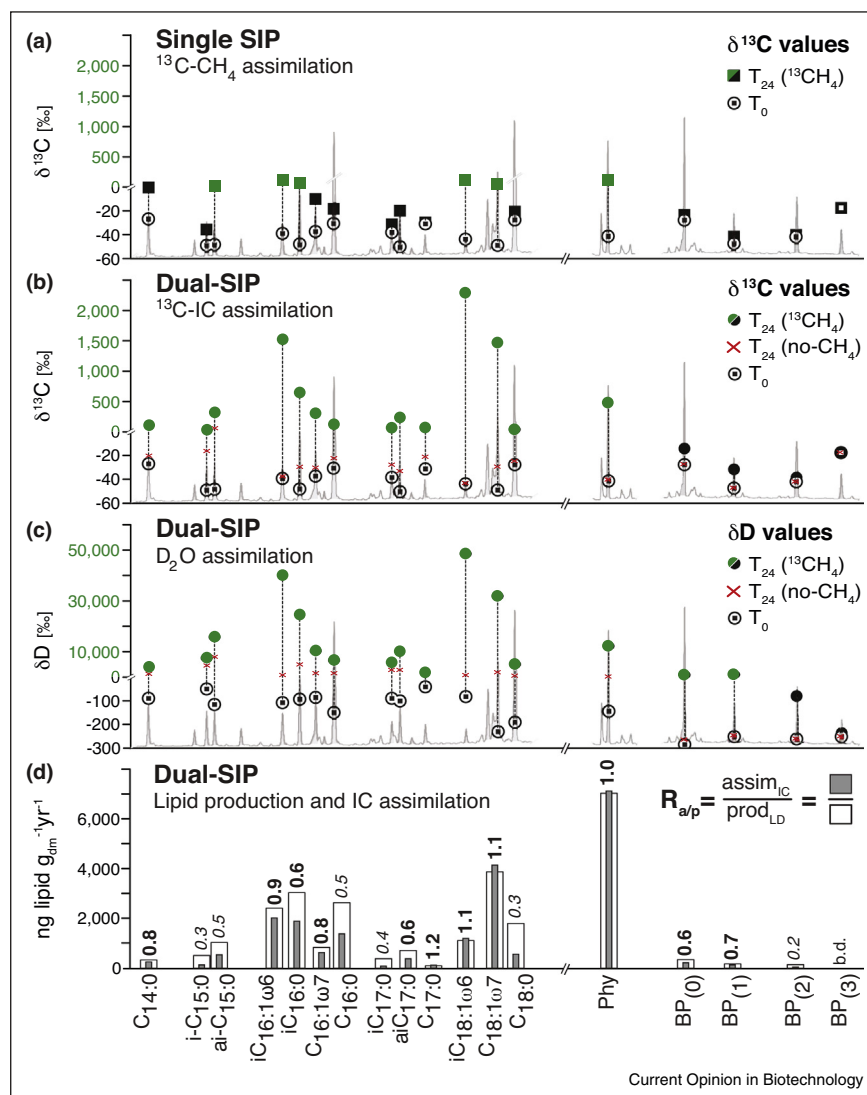 (a) Single SIP
¹³C-CH₄ assimilation
δ¹³C values
T₂₄ (¹³CH₄)
T₀
δ¹³C [‰]
2,000
1,500
1,000
500
0
-20
-40
-60
(b) Dual-SIP
¹³C-IC assimilation
δ¹³C values
T₂₄ (¹³CH₄)
T₂₄ (no-CH₄)
T₀
δ¹³C [‰]
2,000
1,500
1,000
500
0
-20
-40
-60
(c) Dual-SIP
D₂O assimilation
δD values
T₂₄ (¹³CH₄)
T₂₄ (no-CH₄)
T₀
δD [‰]
50,000
30,000
10,000
-100
-200
-300
(d) Dual-SIP
Lipid production and IC assimilation
R_a/p = assim_IC / prod_LD =
ng lipid g_dm⁻¹yr⁻¹
6,000
4,000
2,000
0
0.8 0.3 0.5 0.9 0.6 0.8 0.5 0.4 0.6 1.2 1.1 1.1 0.3 1.0 0.6 0.7 0.2 b.d.
C₁₄:₀
i-C₁₅:₀
ai-C₁₅:₀
iC₁₆:₁ω₆
iC₁₆:₀
C₁₆:₁ω₇
C₁₆:₀
iC₁₇:₀
aiC₁₇:₀
C₁₇:₀
iC₁₈:₁ω₆
C₁₈:₁ω₇
C₁₈:₀
Phy
BP₍₀₎
BP₍₁₎
BP₍₂₎
BP₍₃₎
Current Opinion in Biotechnology